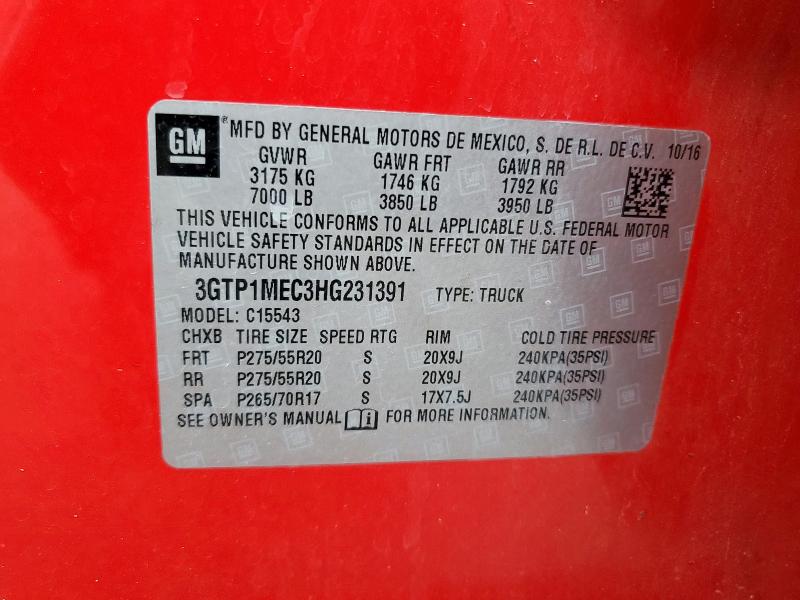 GM ® MFD BY GENERAL MOTORS DE MEXICO, S. DE R.L. DE C.V. 10/16
GVWR GAWR FRT GAWR RR
3175 KG 1746 KG 1792 KG
7000 LB 3850 LB 3950 LB
THIS VEHICLE CONFORMS TO ALL APPLICABLE U.S. FEDERAL MOTOR
VEHICLE SAFETY STANDARDS IN EFFECT ON THE DATE OF
MANUFACTURE SHOWN ABOVE.
3GTP1MEC3HG231391 TYPE: TRUCK
MODEL: C15543
CHXB TIRE SIZE SPEED RTG RIM COLD TIRE PRESSURE
FRT P275/55R20 S 20X9J 240KPA(35PSI)
RR P275/55R20 S 20X9J 240KPA(35PSI)
SPA P265/70R17 S 17X7.5J 240KPA(35PSI)
SEE OWNER'S MANUAL i FOR MORE INFORMATION.